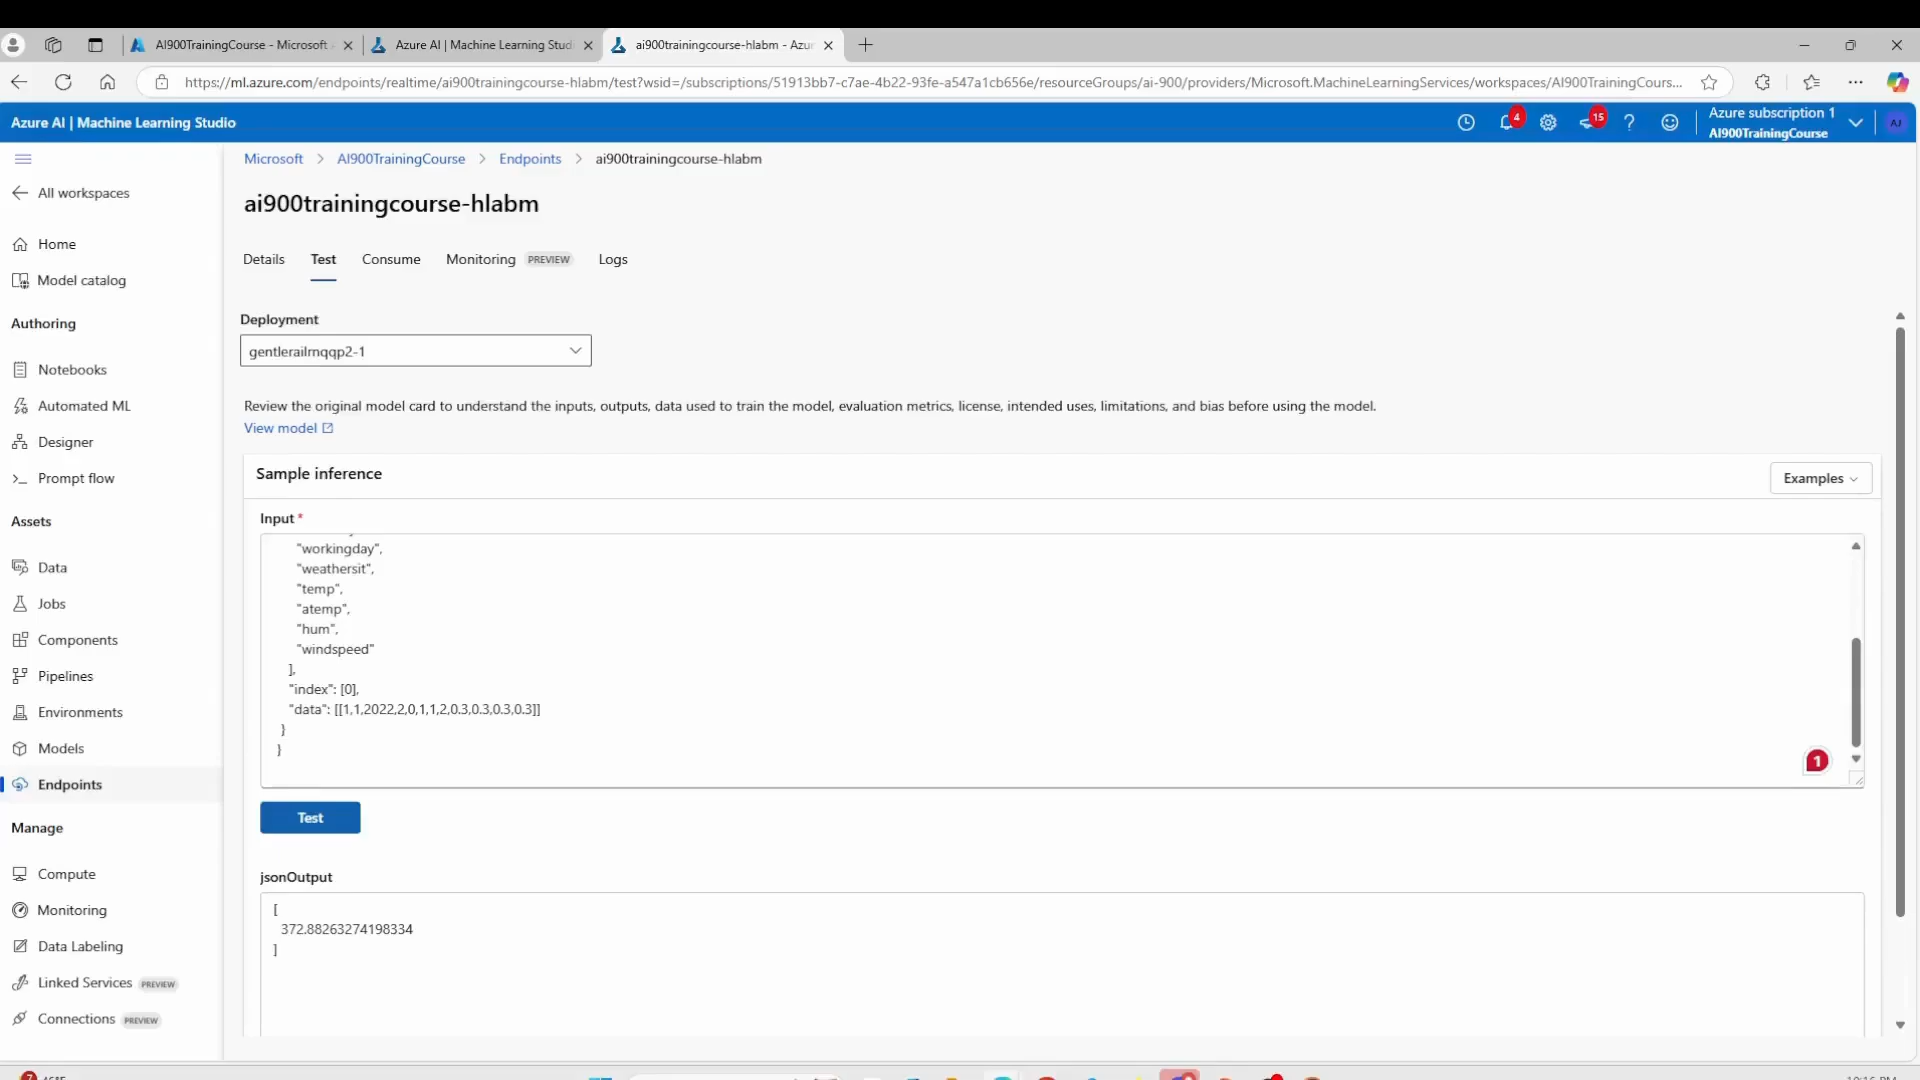 AI900TrainingCourse - Microsoft
Azure AI | Machine Learning Studi
ai900trainingcourse-hlabm - Azur
https://ml.azure.com/endpoints/realtime/ai900trainingcourse-hlabm/test?wsid=/subscriptions/51913bb7-c7ae-4b22-93fe-a547a1cb656e/resourceGroups/ai-900/providers/Microsoft.MachineLearningServices/workspaces/AI900TrainingCours...
Azure AI | Machine Learning Studio
4
15
Azure subscription 1
AI900TrainingCourse
AJ
Microsoft > AI900TrainingCourse > Endpoints > ai900trainingcourse-hlabm
All workspaces
Home
Model catalog
Authoring
Notebooks
Automated ML
Designer
Prompt flow
Assets
Data
Jobs
Components
Pipelines
Environments
Models
Endpoints
Manage
Compute
Monitoring
Data Labeling
Linked Services PREVIEW
Connections PREVIEW
ai900trainingcourse-hlabm
Details Test Consume Monitoring PREVIEW Logs
Deployment
gentlerailrnqqp2-1
Review the original model card to understand the inputs, outputs, data used to train the model, evaluation metrics, license, intended uses, limitations, and bias before using the model.
View model
Sample inference
Examples
Input *
"workingday",
"weathersit",
"temp",
"atemp",
"hum",
"windspeed"
],
"index": [0],
"data": [[1,1,2022,2,0,1,1,2,0.3,0.3,0.3,0.3]]
}
}
1
Test
jsonOutput
[
372.88263274198334
]